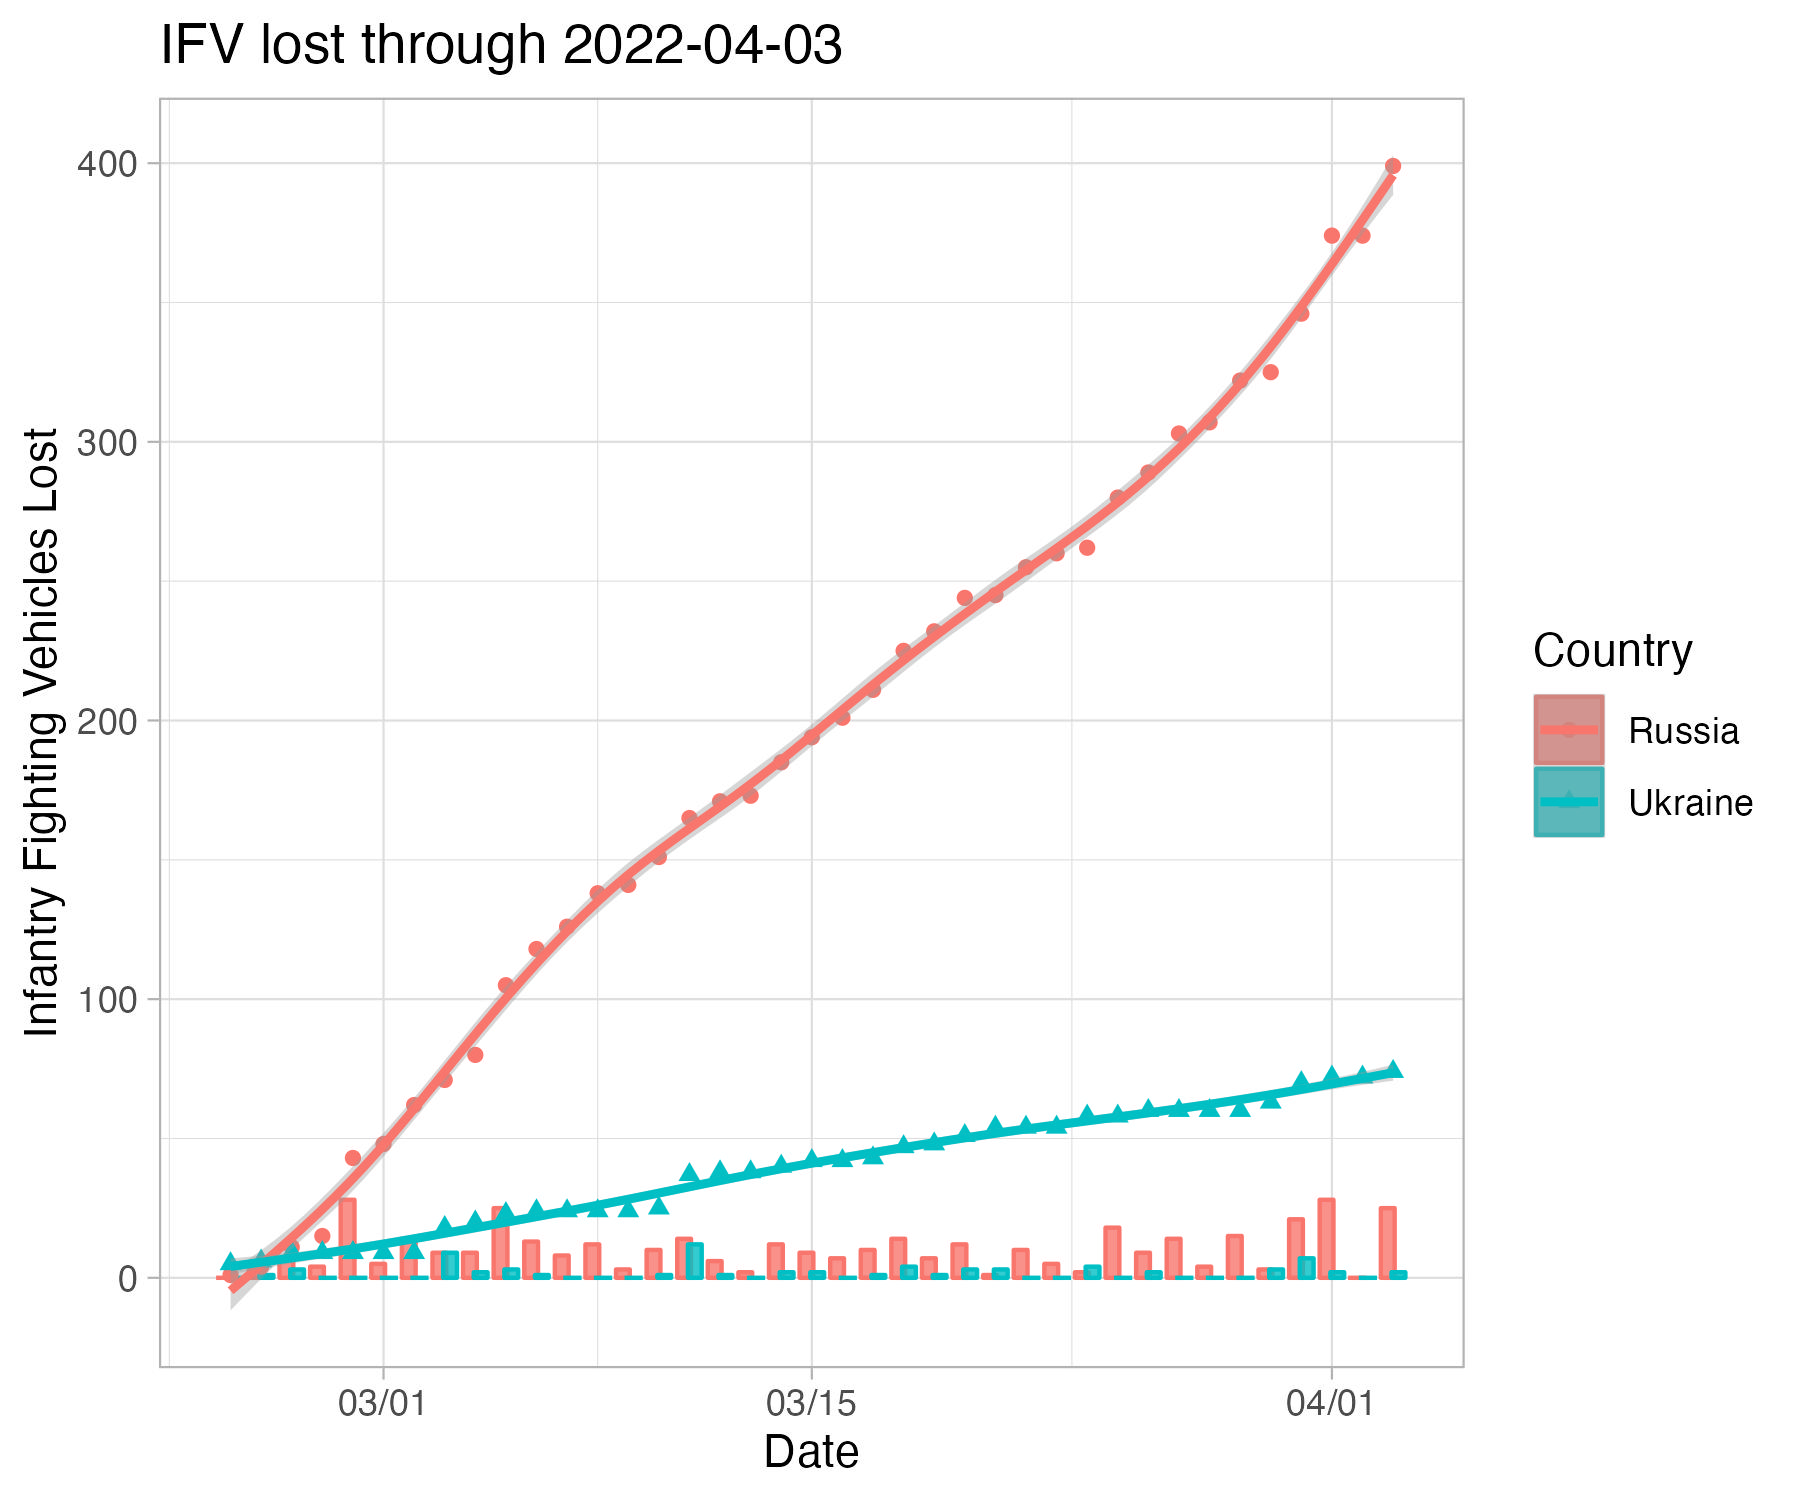 IFV lost through 2022-04-03
Infantry Fighting Vehicles Lost
400
300
200
100
0
03/01
03/15
04/01
Date
Country
Russia
Ukraine